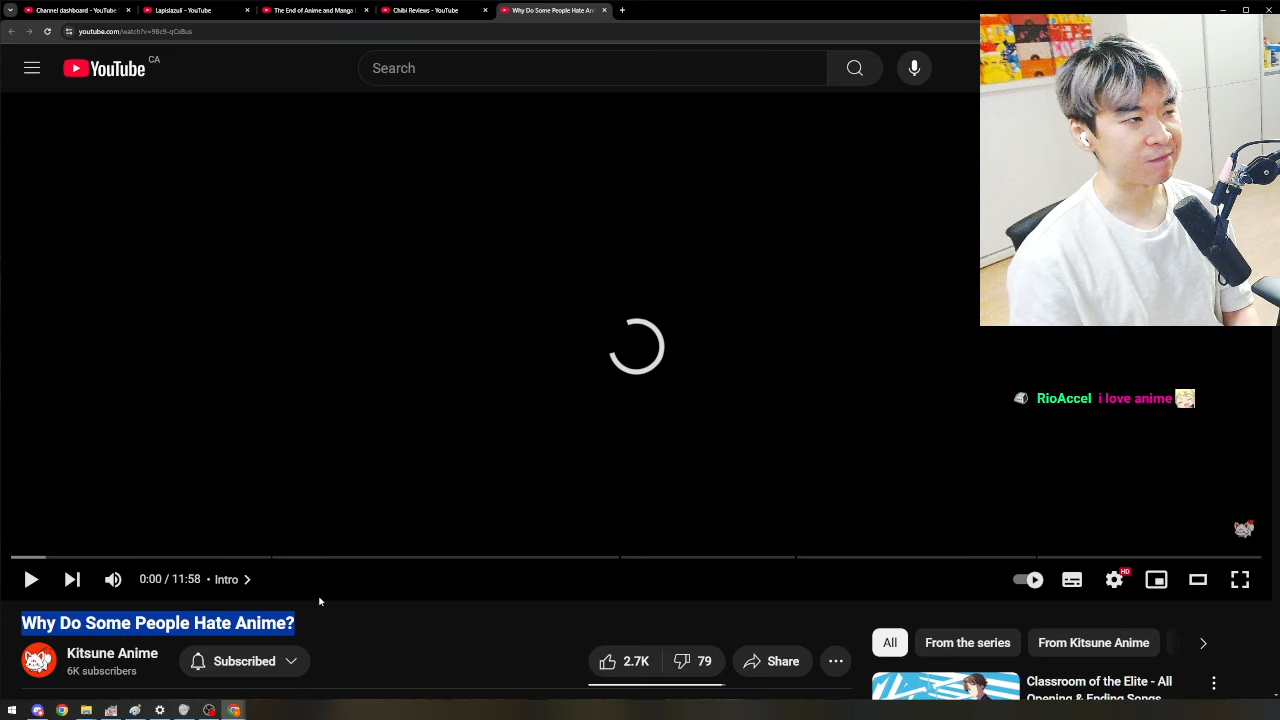 Channel dashboard - YouTube S
Lapislazuli - YouTube
The End of Anime and Manga
Chibi Reviews - YouTube
Why Do Some People Hate An
youtube.com/watch?v=98c9-qCxBus
YouTube CA
Search
RioAccel i love anime
0:00 / 11:58 • Intro
HD
Why Do Some People Hate Anime?
Kitsune Anime
6K subscribers
Subscribed
2.7K
79
Share
All
From the series
From Kitsune Anime
Classroom of the Elite - All
Opening & Ending Songs